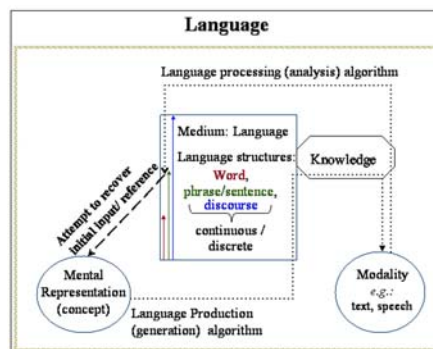 Language
Language processing (analysis) algorithm
Medium: Language
Language structures:
Word,
phrase/sentence,
discourse
continuous /
discrete
Knowledge
Attempt to recover
initial input/ reference
Mental
Representation
(concept)
Modality
e.g.:
text, speech
Language Production
(generation) algorithm